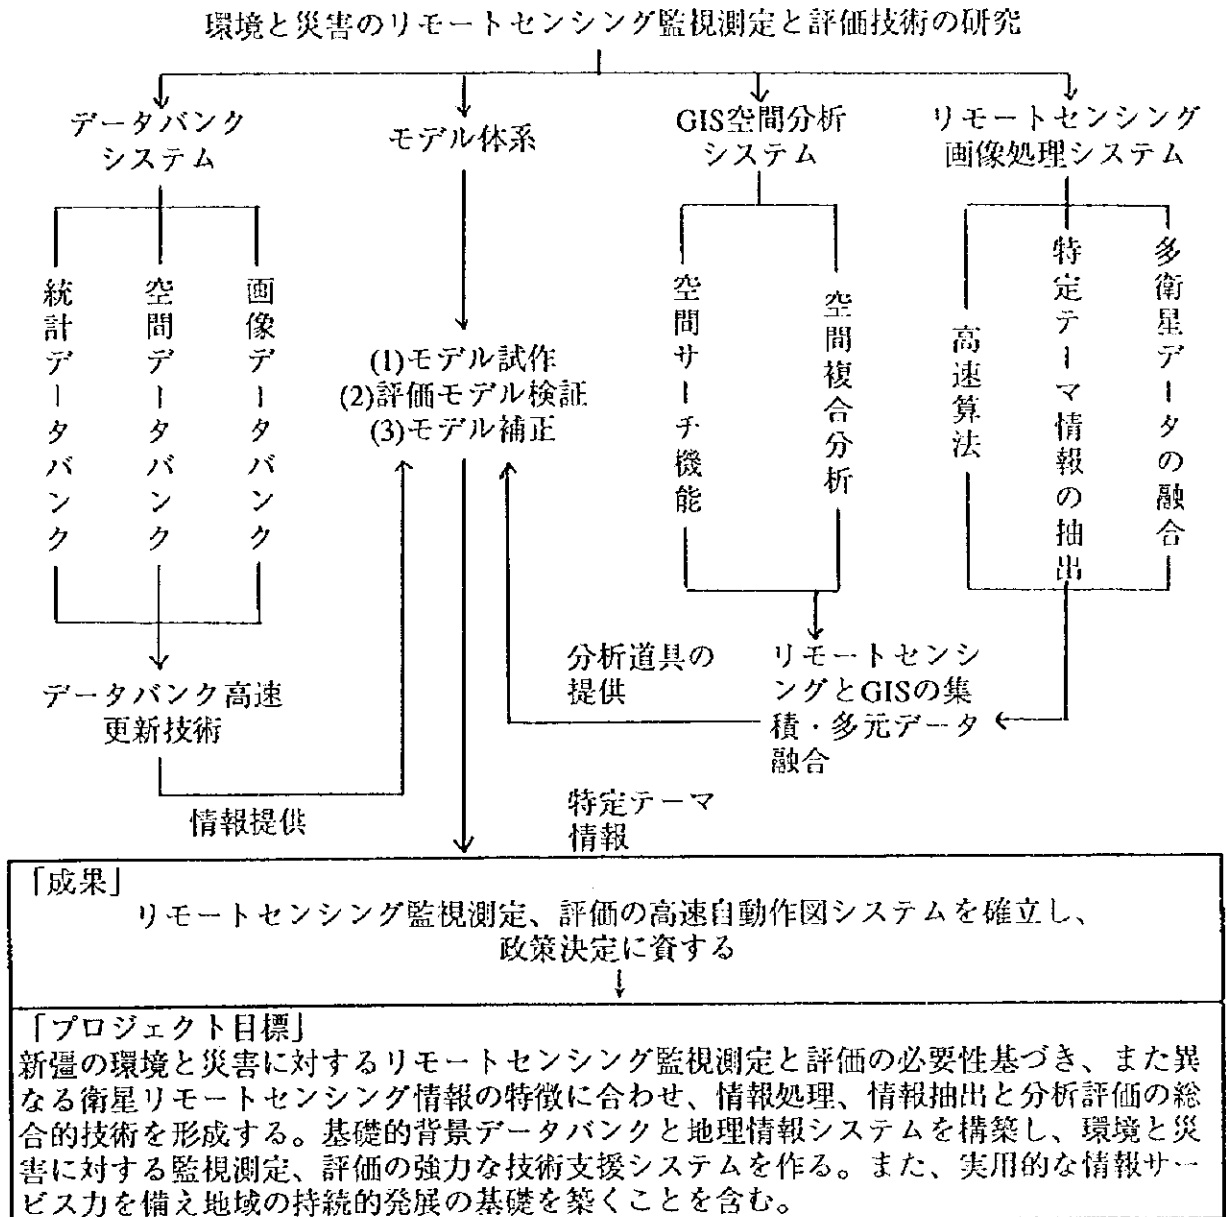 環境と災害のリモートセンシング監視測定と評価技術の研究
データバンク
システム
モデル体系
GIS空間分析
システム
リモートセンシング
画像処理システム
統計データバンク
空間データバンク
画像データバンク
(1)モデル試作
(2)評価モデル検証
(3)モデル補正
空間サーチ機能
空間複合分析
高速算法
特定テーマ情報の抽出
多衛星データの融合
データバンク高速
更新技術
情報提供
分析道具の
提供
リモートセンシ
ングとGISの集
積・多元データ
融合
特定テーマ
情報
「成果」
リモートセンシング監視測定、評価の高速自動作図システムを確立し、
政策決定に資する
「プロジェクト目標」
新彊の環境と災害に対するリモートセンシング監視測定と評価の必要性基づき、また異
なる衛星リモートセンシング情報の特徴に合わせ、情報処理、情報抽出と分析評価の総
合的技術を形成する。基礎的背景データバンクと地理情報システムを構築し、環境と災
害に対する監視測定、評価の強力な技術支援システムを作る。また、実用的な情報サー
ビス力を備え地域の持続的発展の基礎を築くことを含む。